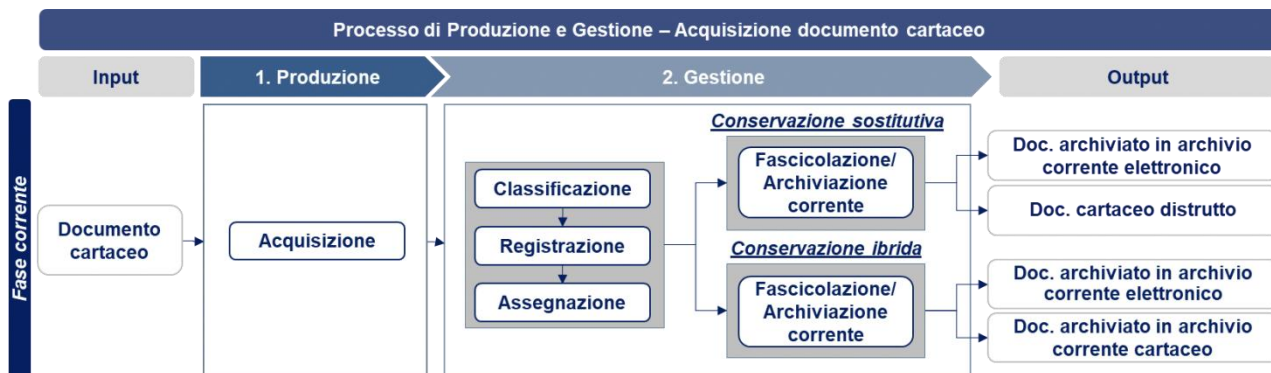 Processo di Produzione e Gestione – Acquisizione documento cartaceo
Input
1. Produzione
2. Gestione
Output
Fase corrente
Documento
cartaceo
Acquisizione
Classificazione
Registrazione
Assegnazione
Conservazione sostitutiva
Fascicolazione/
Archiviazione
corrente
Conservazione ibrida
Fascicolazione/
Archiviazione
corrente
Doc. archiviato in archivio
corrente elettronico
Doc. cartaceo distrutto
Doc. archiviato in archivio
corrente elettronico
Doc. archiviato in archivio
corrente cartaceo